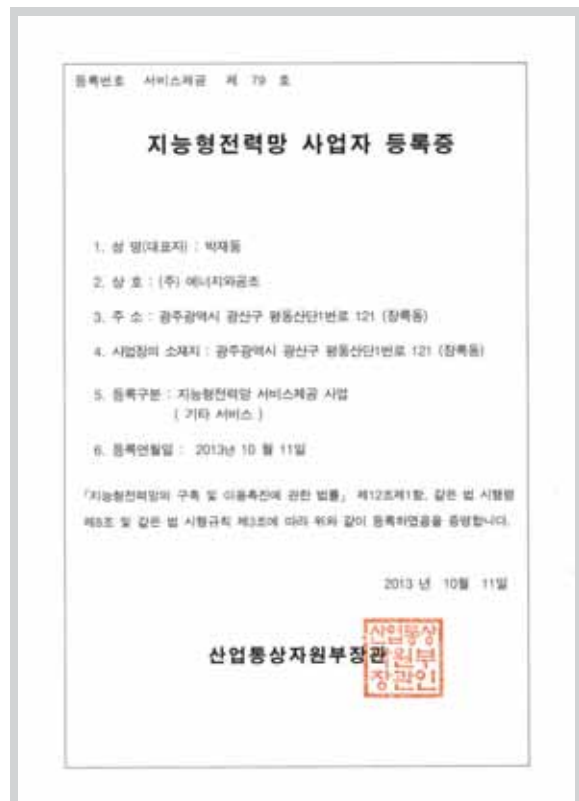 등록번호 서비스제공 제 79 호
지능형전력망 사업자 등록증
1. 성 명(대표자) : 박재동
2. 상 호 : (주) 에너지와공조
3. 주 소 : 광주광역시 광산구 평동산단1번로 121 (장록동)
4. 사업장의 소재지 : 광주광역시 광산구 평동산단1번로 121 (장록동)
5. 등록구분 : 지능형전력망 서비스제공 사업
( 기타 서비스 )
6. 등록연월일 : 2013년 10 월 11일
「지능형전력망의 구축 및 이용촉진에 관한 법률」 제12조제1항, 같은 법 시행령
제8조 및 같은 법 시행규칙 제3조에 따라 위와 같이 등록하였음을 증명합니다.
2013 년 10월 11일
산업통상자원부장관
산업통상
자원부
장관인